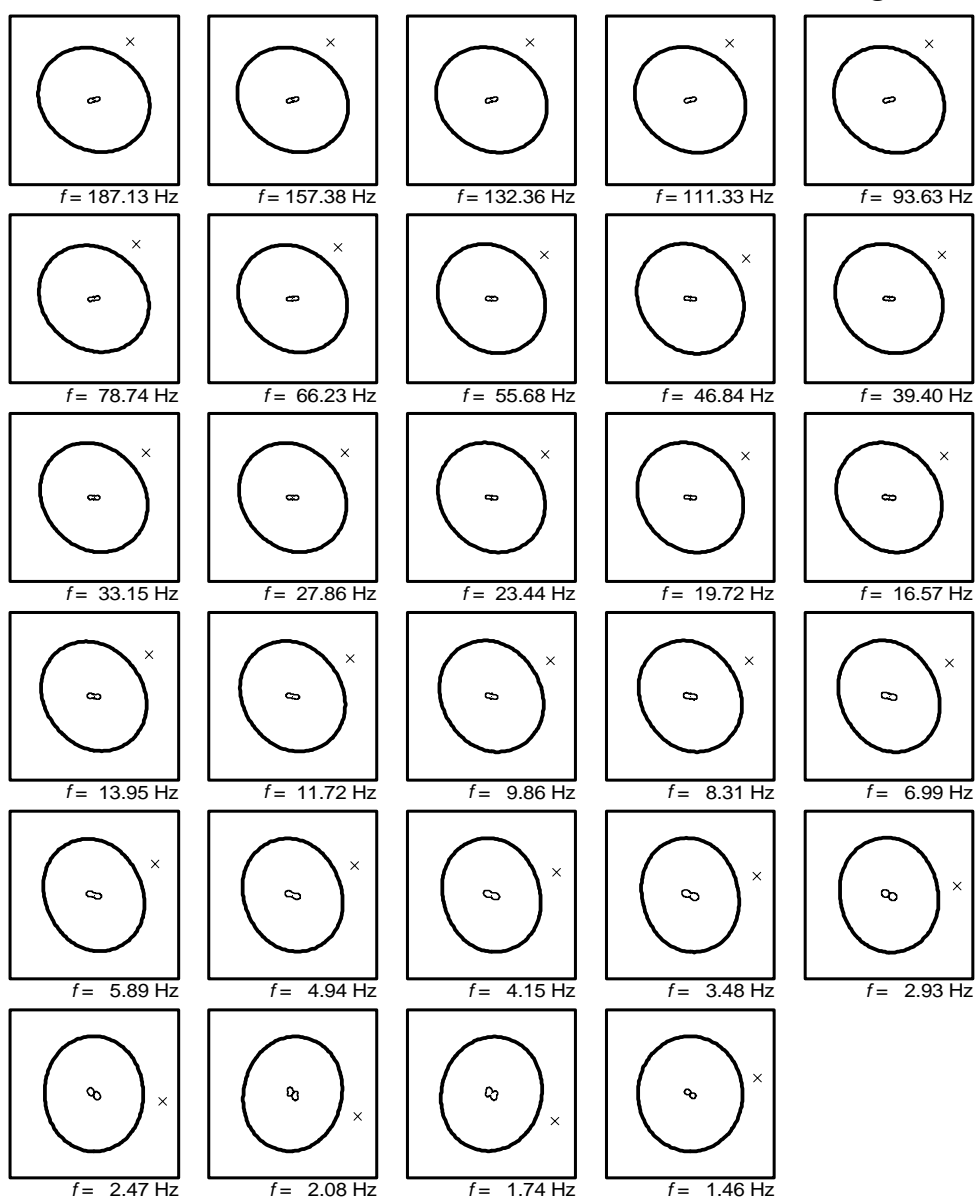 f = 187.13 Hz f = 157.38 Hz f = 132.36 Hz f = 111.33 Hz f = 93.63 Hz
f = 78.74 Hz f = 66.23 Hz f = 55.68 Hz f = 46.84 Hz f = 39.40 Hz
f = 33.15 Hz f = 27.86 Hz f = 23.44 Hz f = 19.72 Hz f = 16.57 Hz
f = 13.95 Hz f = 11.72 Hz f = 9.86 Hz f = 8.31 Hz f = 6.99 Hz
f = 5.89 Hz f = 4.94 Hz f = 4.15 Hz f = 3.48 Hz f = 2.93 Hz
f = 2.47 Hz f = 2.08 Hz f = 1.74 Hz f = 1.46 Hz